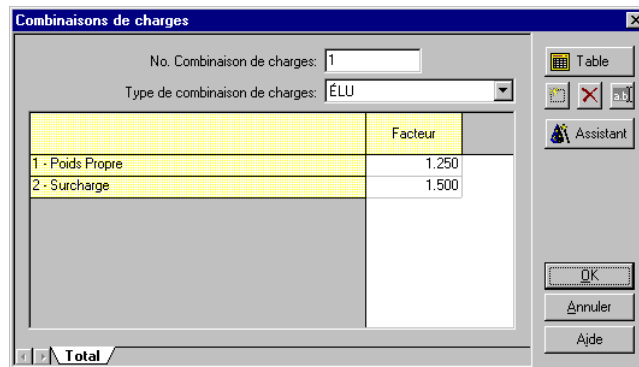 Combinaisons de charges
No. Combinaison de charges: 1
Type de combinaison de charges: ÉLU
Facteur
1 - Poids Propre 1.250
2 - Surcharge 1.500
Total
Table
ab
Assistant
OK
Annuler
Aide